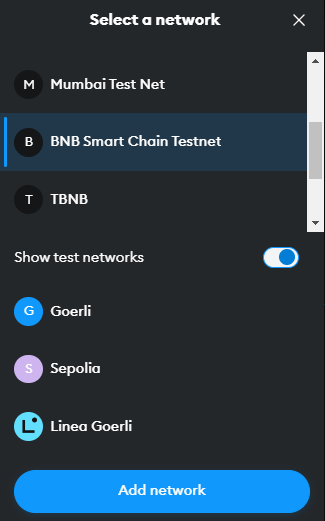 Select a network
M Mumbai Test Net
B BNB Smart Chain Testnet
T TBNB
Show test networks
G Goerli
S Sepolia
L Linea Goerli
Add network